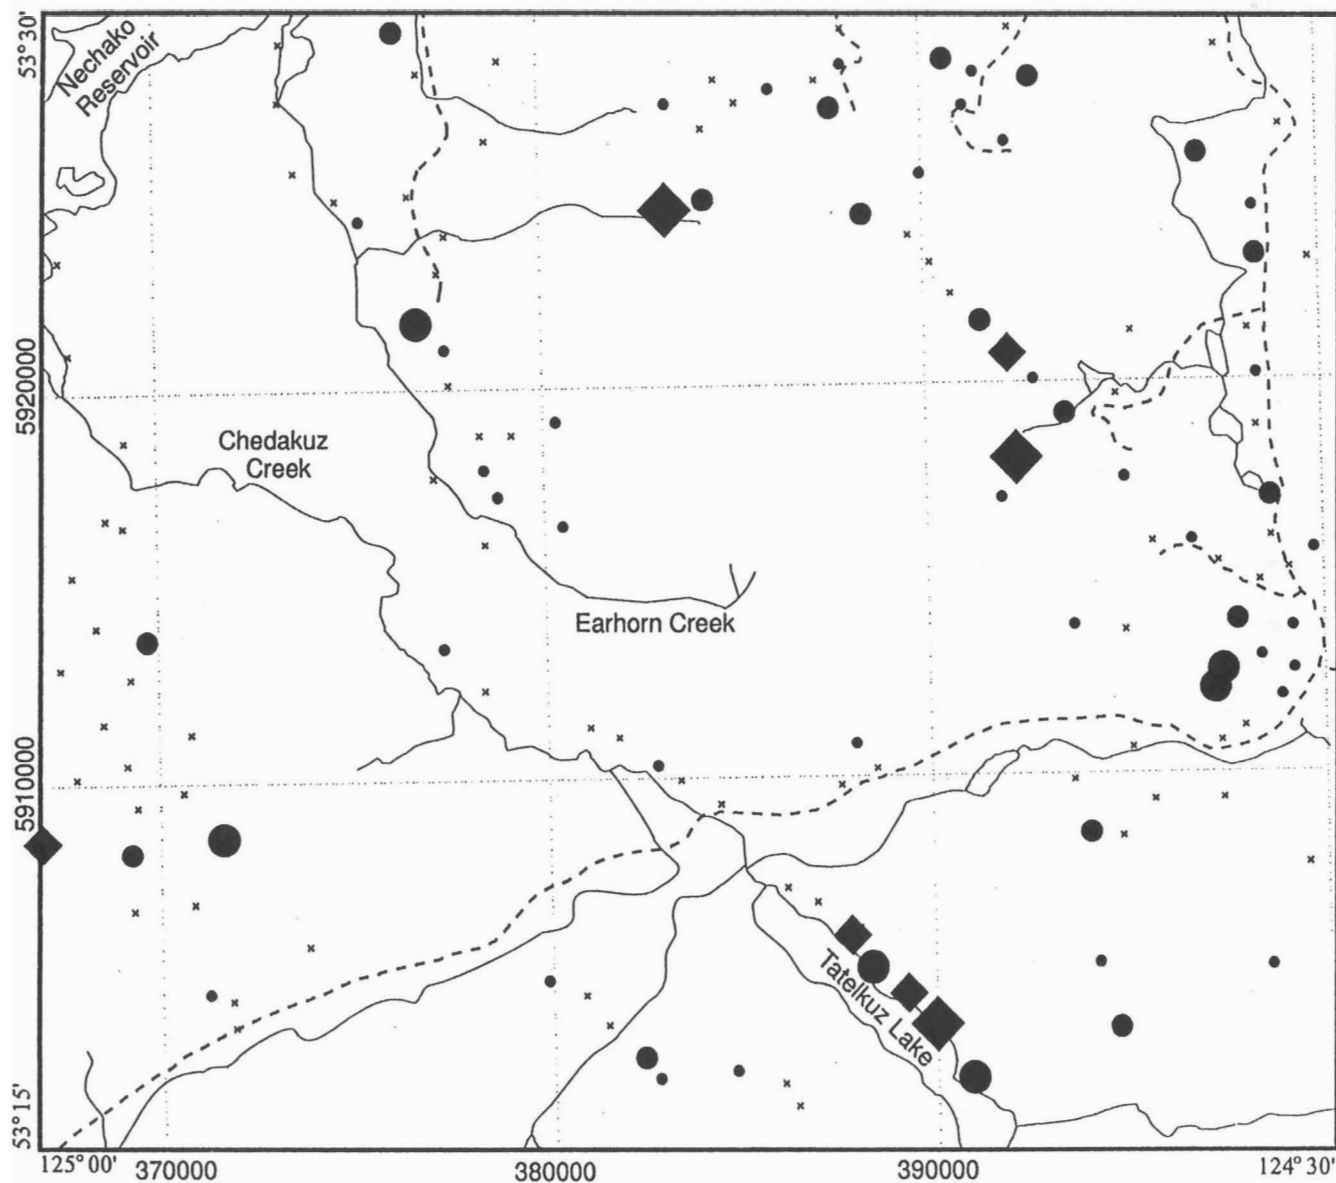 53°30'
Nechako
Reservoir
5920000
Chedakuz
Creek
Earhorn Creek
5910000
Tatelkuz Lake
53°15'
125°00'
370000
380000
390000
124°30'